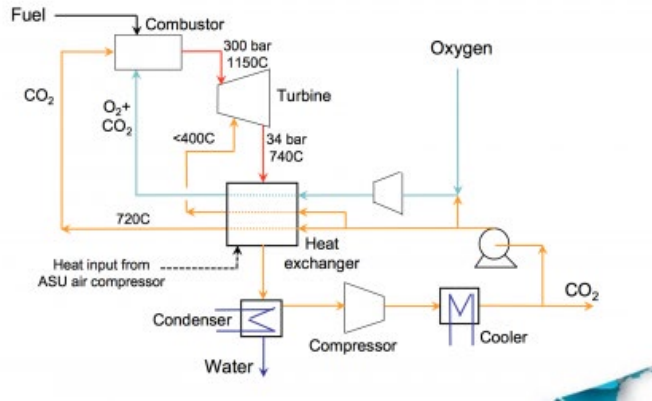 Fuel
Combustor
300 bar
1150C
Oxygen
CO₂
O₂+
CO₂
Turbine
<400C
34 bar
740C
720C
Heat
exchanger
Heat input from
ASU air compressor
Condenser
Compressor
Cooler
CO₂
Water